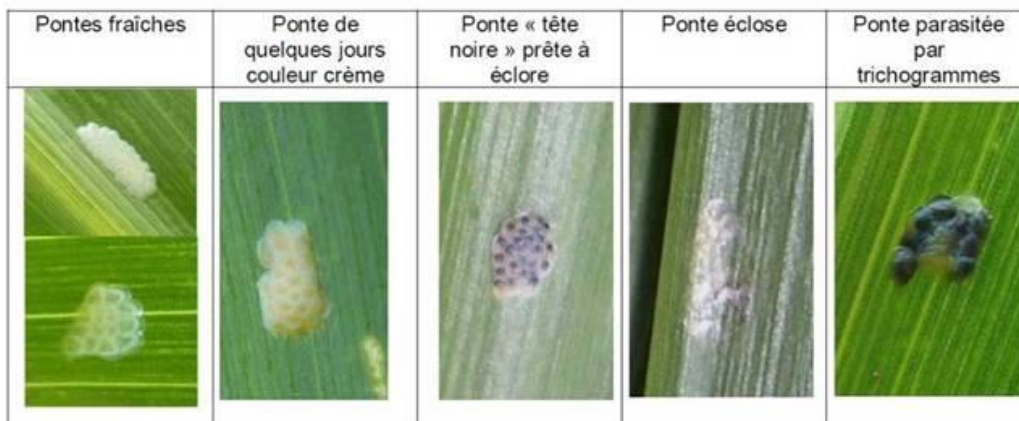 Pontes fraîches
Ponte de
quelques jours
couleur crème
Ponte « tête
noire » prête à
éclore
Ponte éclose
Ponte parasitée
par
trichogrammes